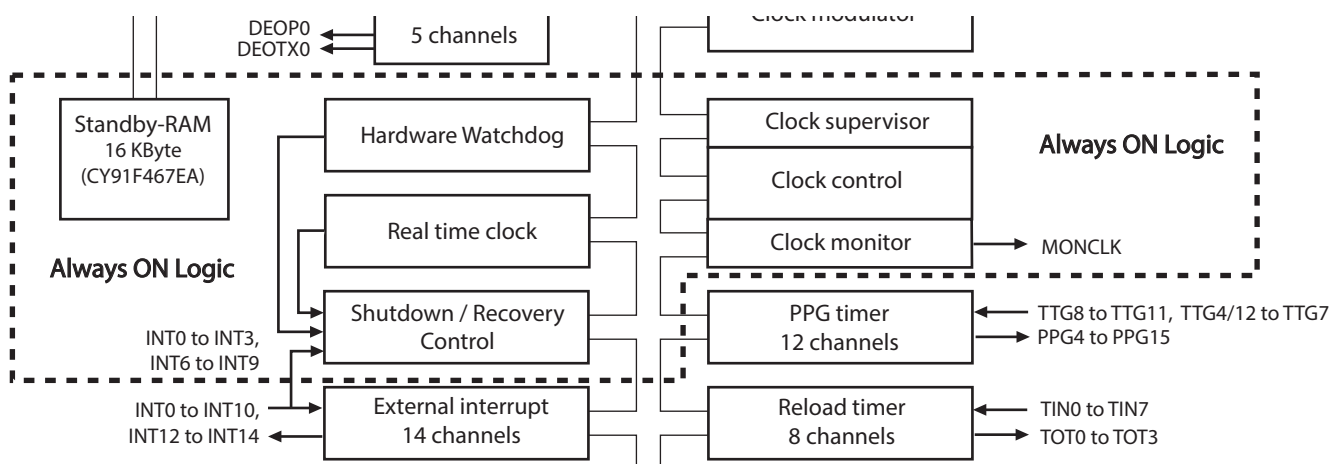 DEOP0
DEOTX0
5 channels
Clock modulator
Standby-RAM
16 KByte
(CY91F467EA)
Hardware Watchdog
Clock supervisor
Always ON Logic
Clock control
Real time clock
Clock monitor
MONCLK
Always ON Logic
Shutdown / Recovery
Control
INT0 to INT3,
INT6 to INT9
PPG timer
12 channels
TTG8 to TTG11, TTG4/12 to TTG7
PPG4 to PPG15
INT0 to INT10,
INT12 to INT14
External interrupt
14 channels
Reload timer
8 channels
TIN0 to TIN7
TOT0 to TOT3